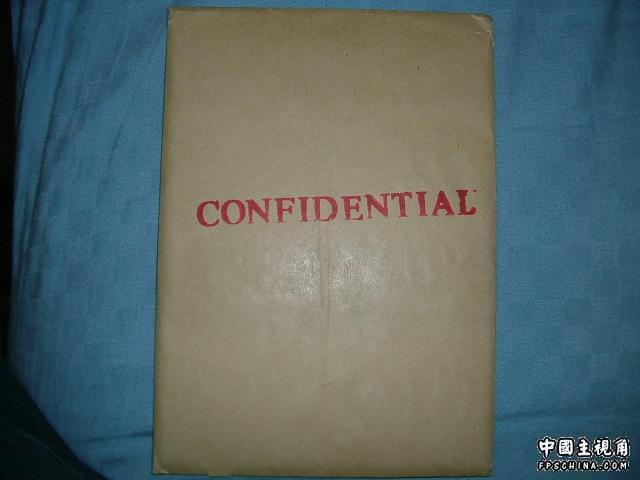 CONFIDENTIAL
中國主視角
FPSCHINA.COM